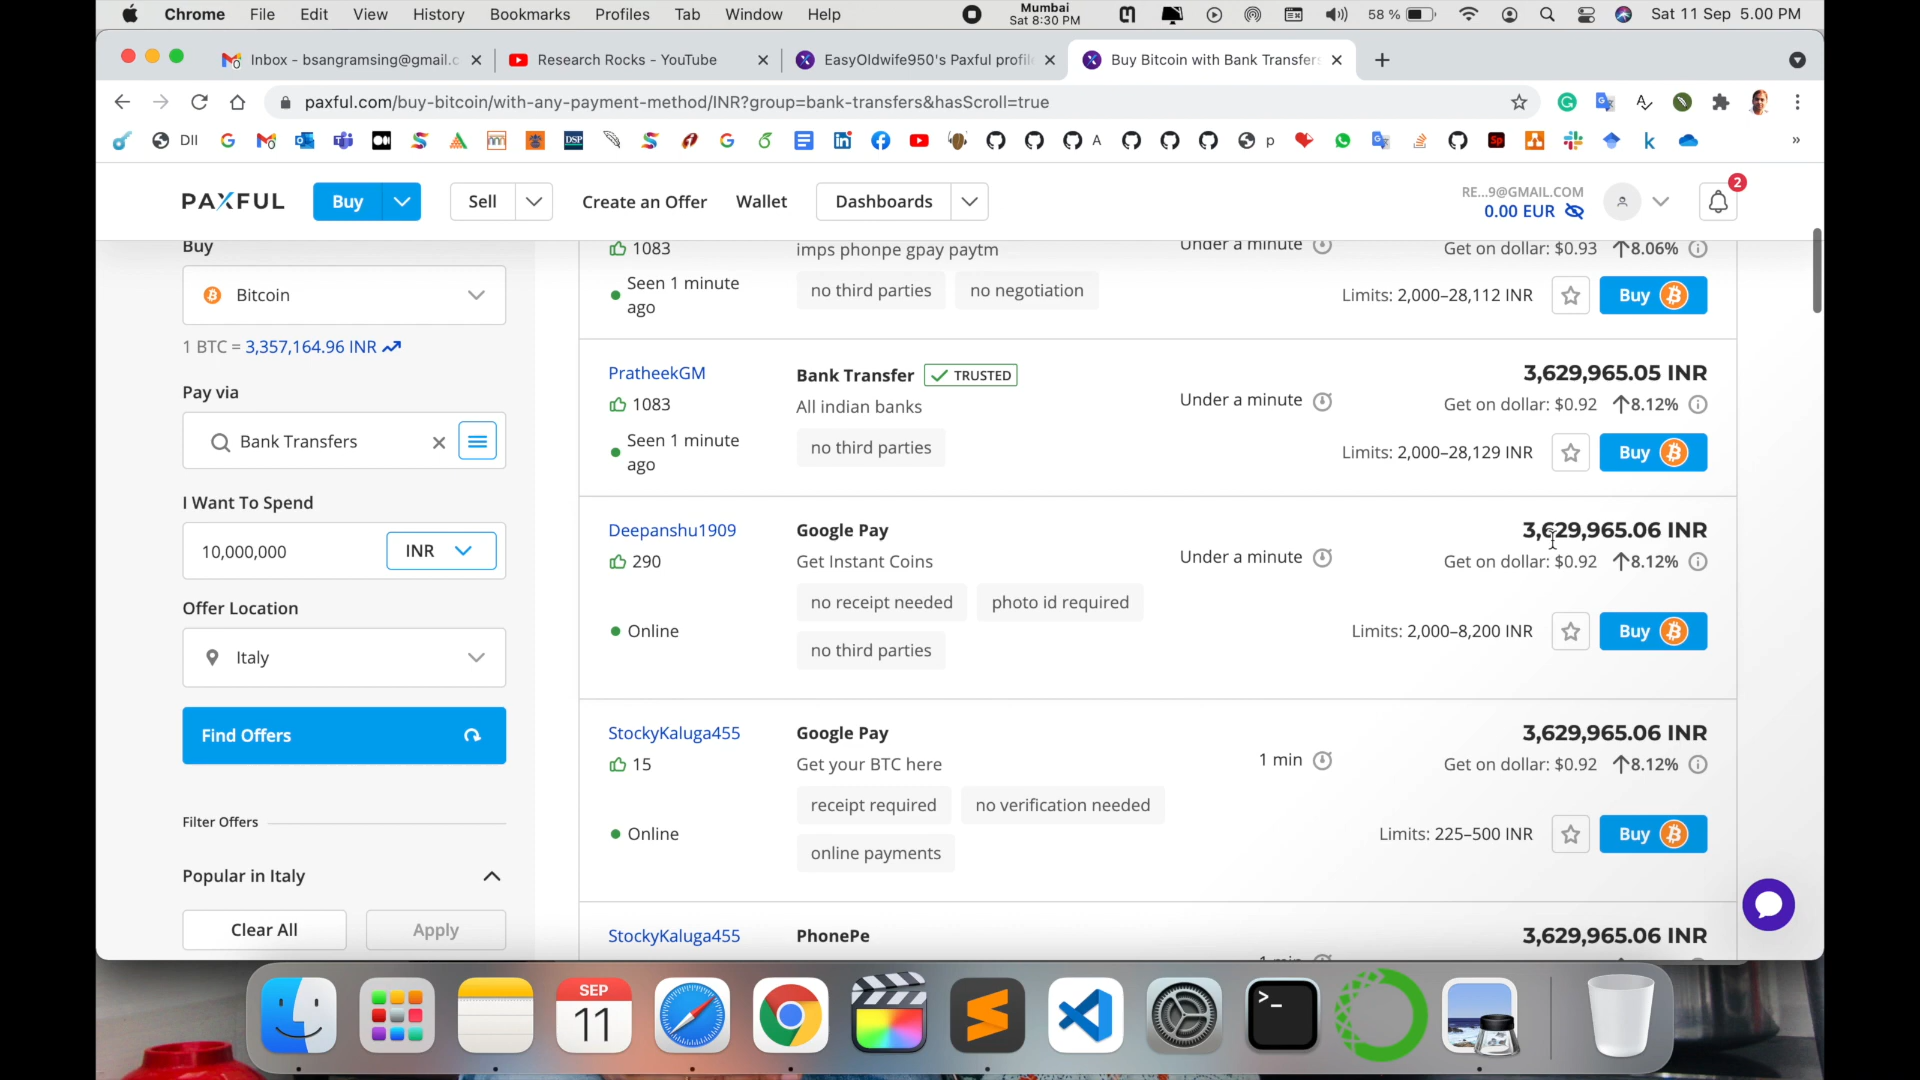 Chrome File Edit View History Bookmarks Profiles Tab Window Help
Mumbai
Sat 8:30 PM
58 %
Sat 11 Sep 5.00 PM
Inbox - bsangramsing@gmail.c
Research Rocks - YouTube
EasyOldwife950's Paxful profil
Buy Bitcoin with Bank Transfers
paxful.com/buy-bitcoin/with-any-payment-method/INR?group=bank-transfers&hasScroll=true
DII
DSP
A
p
Sp
k
PAXFUL
Buy
Sell
Create an Offer
Wallet
Dashboards
RE...9@GMAIL.COM
0.00 EUR
2
Buy
Bitcoin
1 BTC = 3,357,164.96 INR
Pay via
Bank Transfers
I Want To Spend
10,000,000
INR
Offer Location
Italy
Find Offers
Filter Offers
Popular in Italy
Clear All
Apply
1083
Seen 1 minute
ago
imps phonpe gpay paytm
no third parties
no negotiation
Under a minute
Get on dollar: $0.93 8.06%
Limits: 2,000–28,112 INR
Buy
PratheekGM
1083
Seen 1 minute
ago
Bank Transfer TRUSTED
All indian banks
no third parties
Under a minute
3,629,965.05 INR
Get on dollar: $0.92 8.12%
Limits: 2,000–28,129 INR
Buy
Deepanshu1909
290
Online
Google Pay
Get Instant Coins
no receipt needed
photo id required
no third parties
Under a minute
3,629,965.06 INR
Get on dollar: $0.92 8.12%
Limits: 2,000–8,200 INR
Buy
StockyKaluga455
15
Online
Google Pay
Get your BTC here
receipt required
no verification needed
online payments
1 min
3,629,965.06 INR
Get on dollar: $0.92 8.12%
Limits: 225–500 INR
Buy
StockyKaluga455
PhonePe
1 min
3,629,965.06 INR
SEP
11